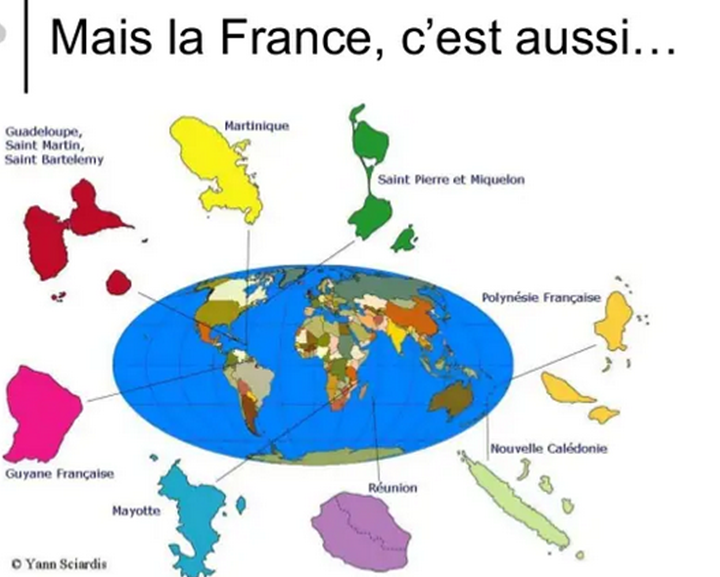 Mais la France, c’est aussi…
Guadeloupe,
Saint Martin,
Saint Bartelemy
Martinique
Saint Pierre et Miquelon
Polynésie Française
Guyane Française
Mayotte
Réunion
Nouvelle Calédonie
© Yann Sciardis